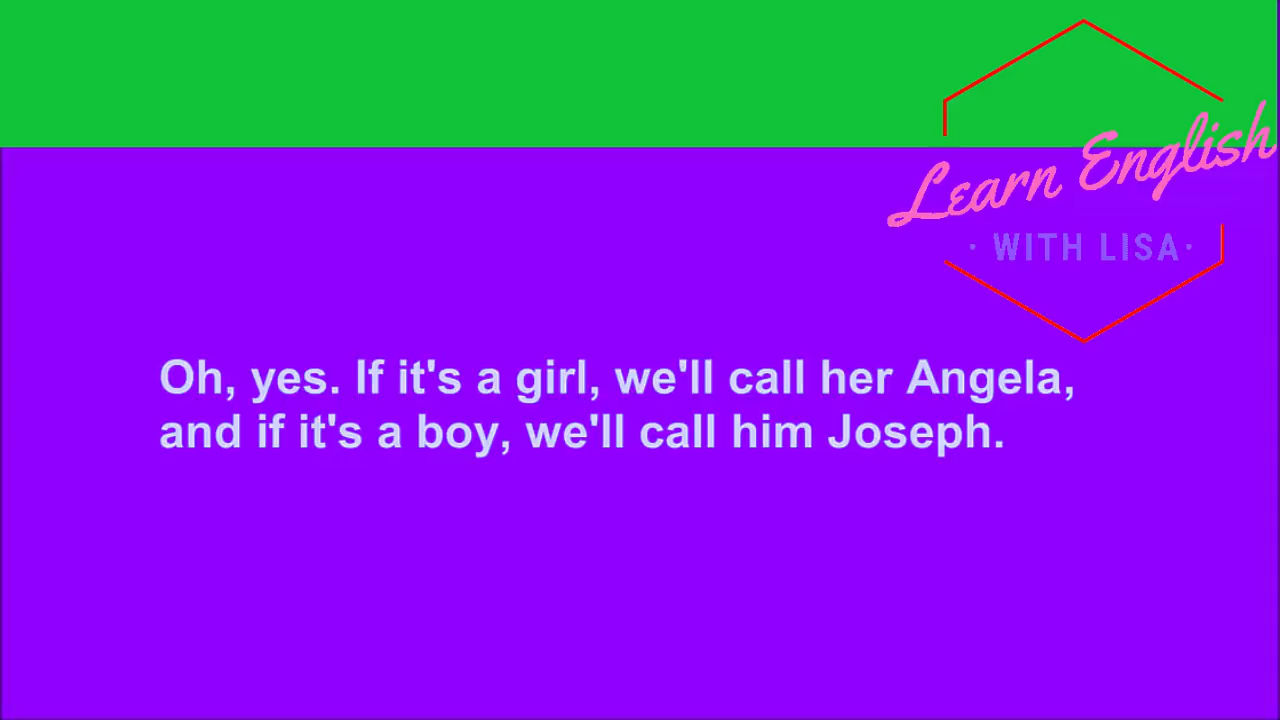 Learn English
· WITH LISA·
Oh, yes. If it's a girl, we'll call her Angela,
and if it's a boy, we'll call him Joseph.